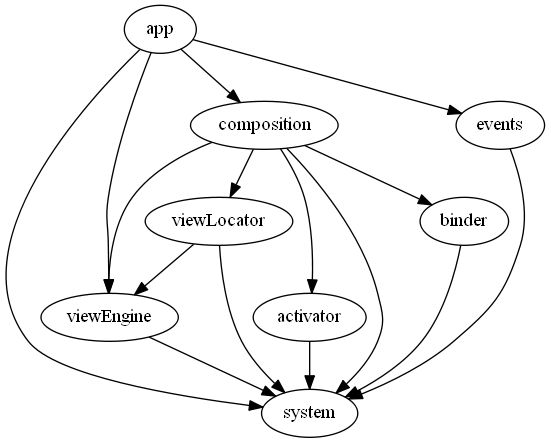 app
composition
events
viewLocator
binder
viewEngine
activator
system